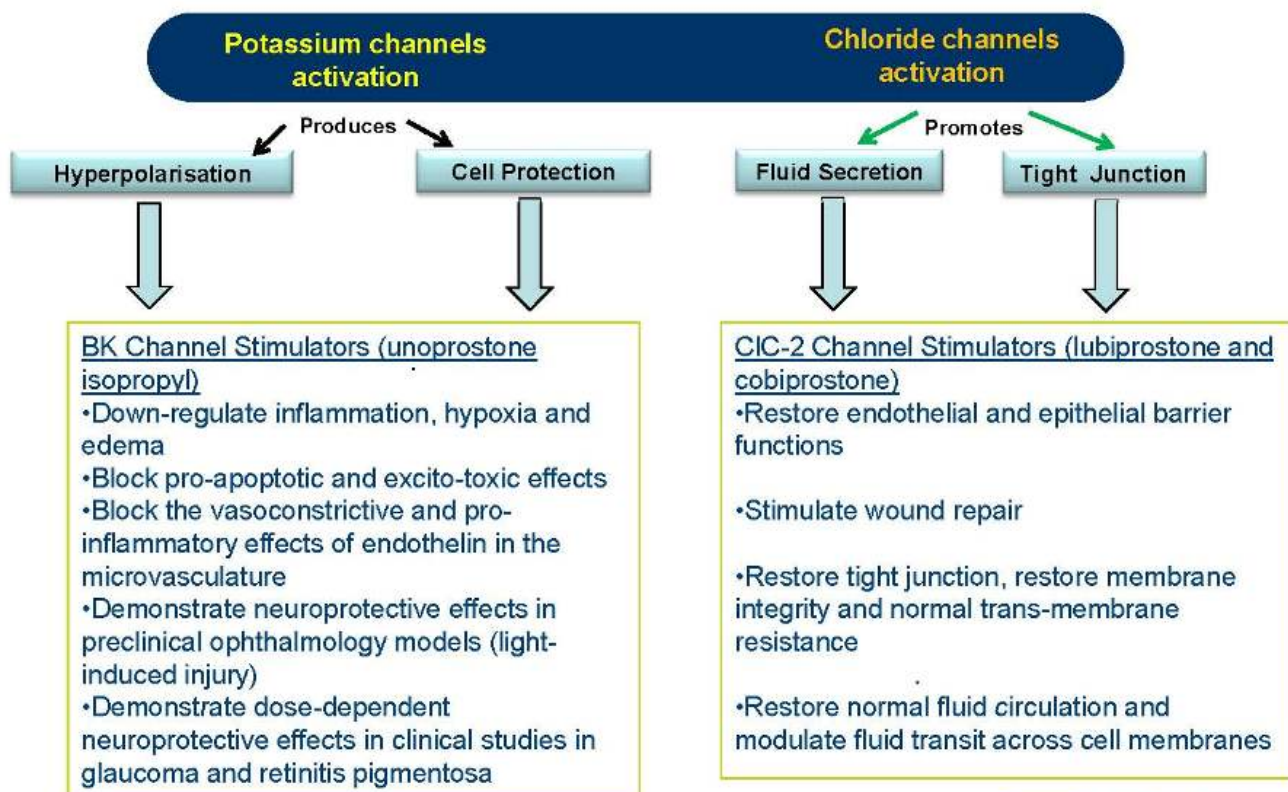 Potassium channels
activation
Chloride channels
activation
Produces
Promotes
Hyperpolarisation
Cell Protection
Fluid Secretion
Tight Junction
BK Channel Stimulators (unoprostone
isopropyl)
•Down-regulate inflammation, hypoxia and
edema
•Block pro-apoptotic and excito-toxic effects
•Block the vasoconstrictive and pro-
inflammatory effects of endothelin in the
microvasculature
•Demonstrate neuroprotective effects in
preclinical ophthalmology models (light-
induced injury)
•Demonstrate dose-dependent
neuroprotective effects in clinical studies in
glaucoma and retinitis pigmentosa
ClC-2 Channel Stimulators (lubiprostone and
cobiprostone)
•Restore endothelial and epithelial barrier
functions
•Stimulate wound repair
•Restore tight junction, restore membrane
integrity and normal trans-membrane
resistance
•Restore normal fluid circulation and
modulate fluid transit across cell membranes